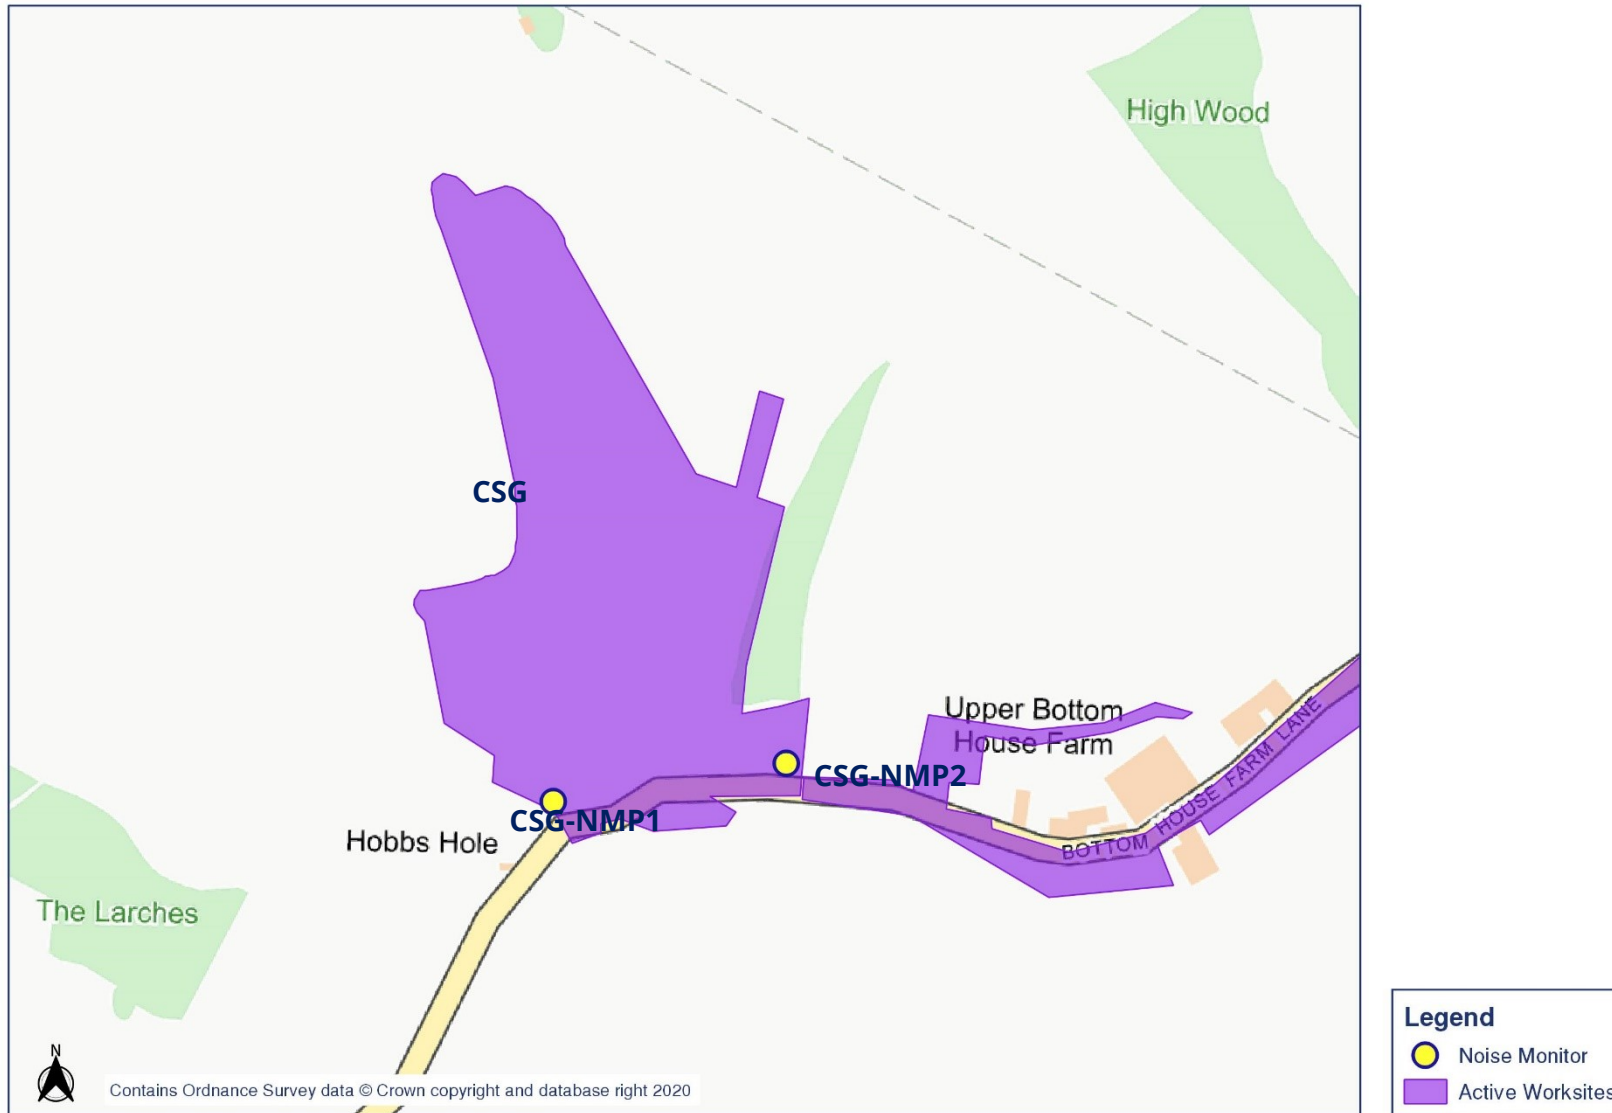 High Wood
CSG
Upper Bottom
House Farm
CSG-NMP2
CSG-NMP1
Hobbs Hole
BOTTOM HOUSE FARM LANE
The Larches
N
Contains Ordnance Survey data © Crown copyright and database right 2020
Legend
Noise Monitor
Active Worksites